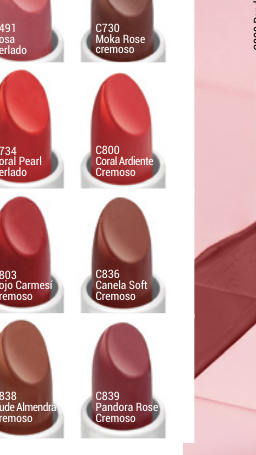 491
osa
erlado
C730
Moka Rose
cremoso
734
oral Pearl
erlado
C800
Coral Ardiente
Cremoso
803
ojo Carmesí
remoso
C836
Canela Soft
Cremoso
838
ude Almendra
remoso
C839
Pandora Rose
Cremoso